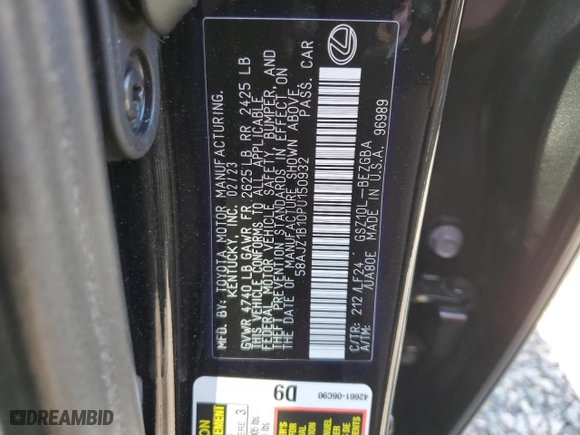 MFD. BY: TOYOTA MOTOR MANUFACTURING.
KENTUCKY, INC. 02/23
GVWR 4740 LB GAWR FR 2625 LB RR 2425 LB
THIS VEHICLE CONFORMS TO ALL APPLICABLE
FEDERAL MOTOR VEHICLE SAFETY, BUMPER, AND
THEFT PREVENTION STANDARDS IN EFFECT ON
THE DATE OF MANUFACTURE SHOWN ABOVE.
58AJZ1B10PU150932 PASS. CAR
C/TR: 212/LF24 GSZ10L-BEZGBA
A/TM: /UA80E MADE IN U.S.A. 96989
D9
42661-06C90
DREAMBID